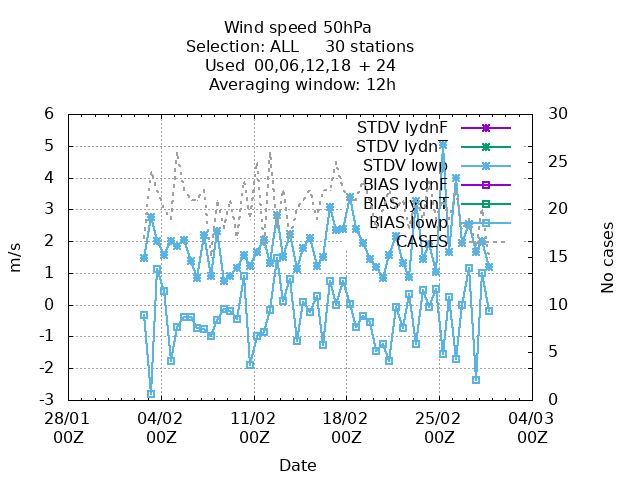 Wind speed 50hPa
Selection: ALL 30 stations
Used 00,06,12,18 + 24
Averaging window: 12h
6
5
4
3
2
1
0
-1
-2
-3
m/s
30
25
20
15
10
5
0
No cases
STDV lydnF
STDV lydnT
STDV lowp
BIAS lydnF
BIAS lydnT
BIAS lowp
CASES
28/01 04/02 11/02 18/02 25/02 04/03
00Z 00Z 00Z 00Z 00Z 00Z
Date